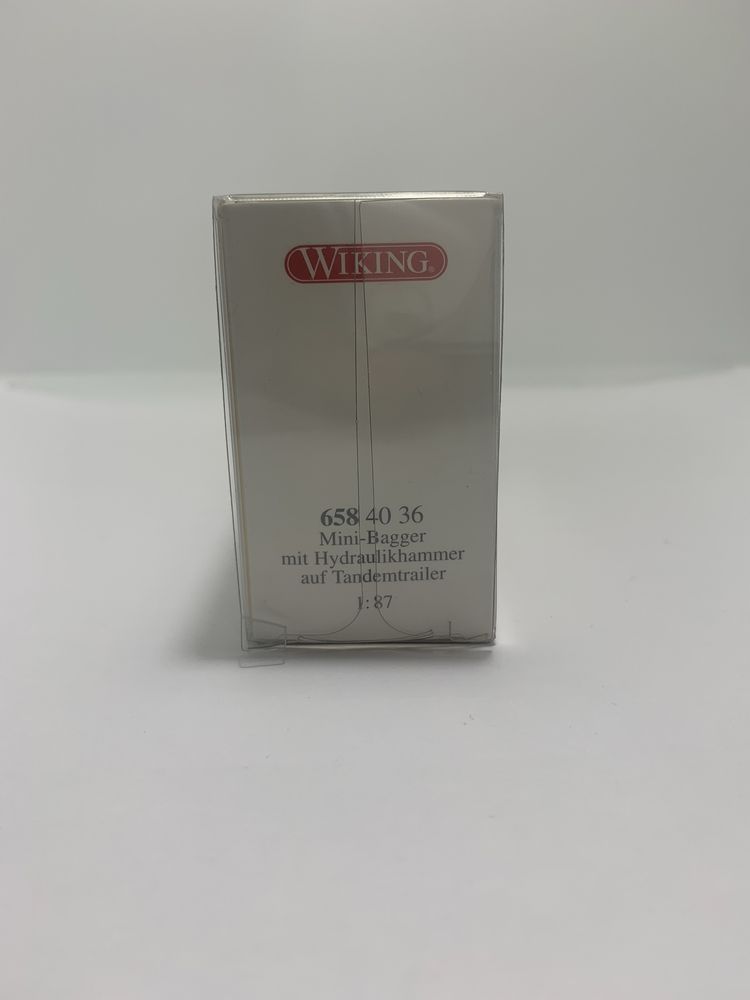 WIKING®
658 40 36
Mini-Bagger
mit Hydraulikhammer
auf Tandemtrailer
1:87